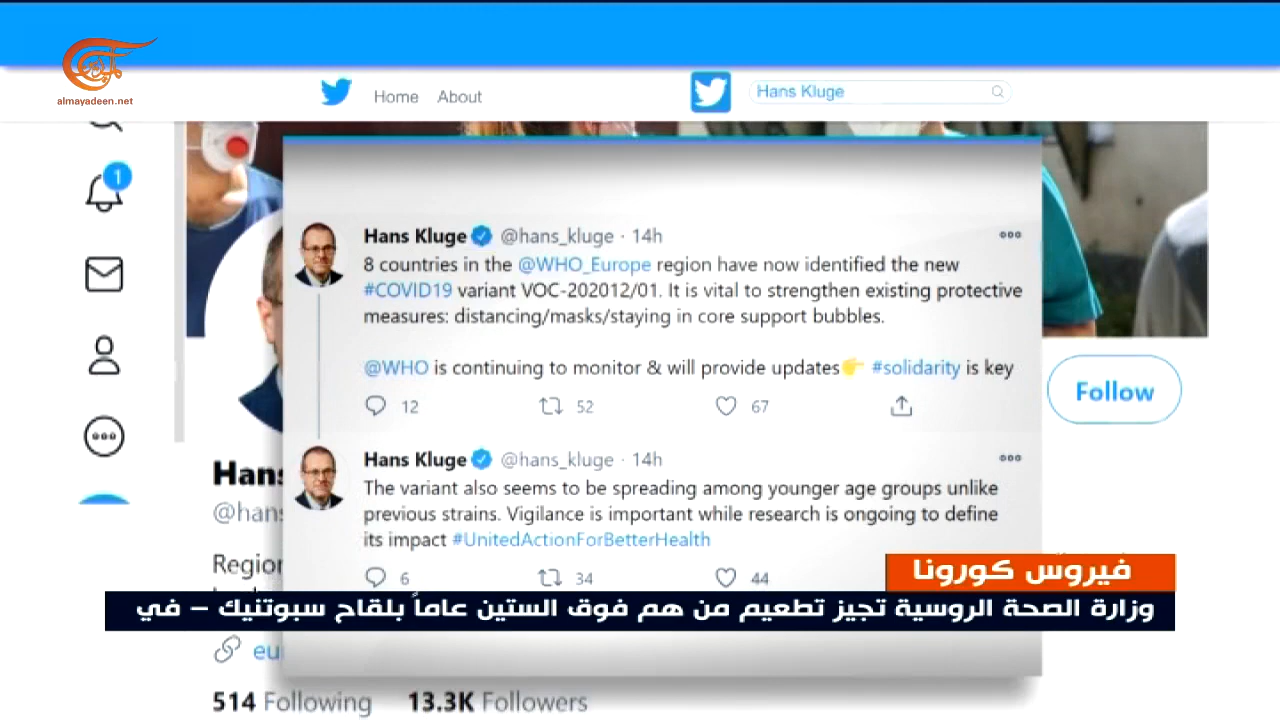 almayadeen.net
Home About
Hans Kluge
1
Hans Kluge @hans_kluge · 14h
8 countries in the @WHO_Europe region have now identified the new
#COVID19 variant VOC-202012/01. It is vital to strengthen existing protective
measures: distancing/masks/staying in core support bubbles.
@WHO is continuing to monitor & will provide updates👉 #solidarity is key
12 52 67
Follow
Hans Kluge @hans_kluge · 14h
The variant also seems to be spreading among younger age groups unlike
previous strains. Vigilance is important while research is ongoing to define
its impact #UnitedActionForBetterHealth
6 34 44
Hans
@hans
Region
eu
514 Following 13.3K Followers
فيروس كورونا
وزارة الصحة الروسية تجيز تطعيم من هم فوق الستين عاماً بلقاح سبوتنيك – في